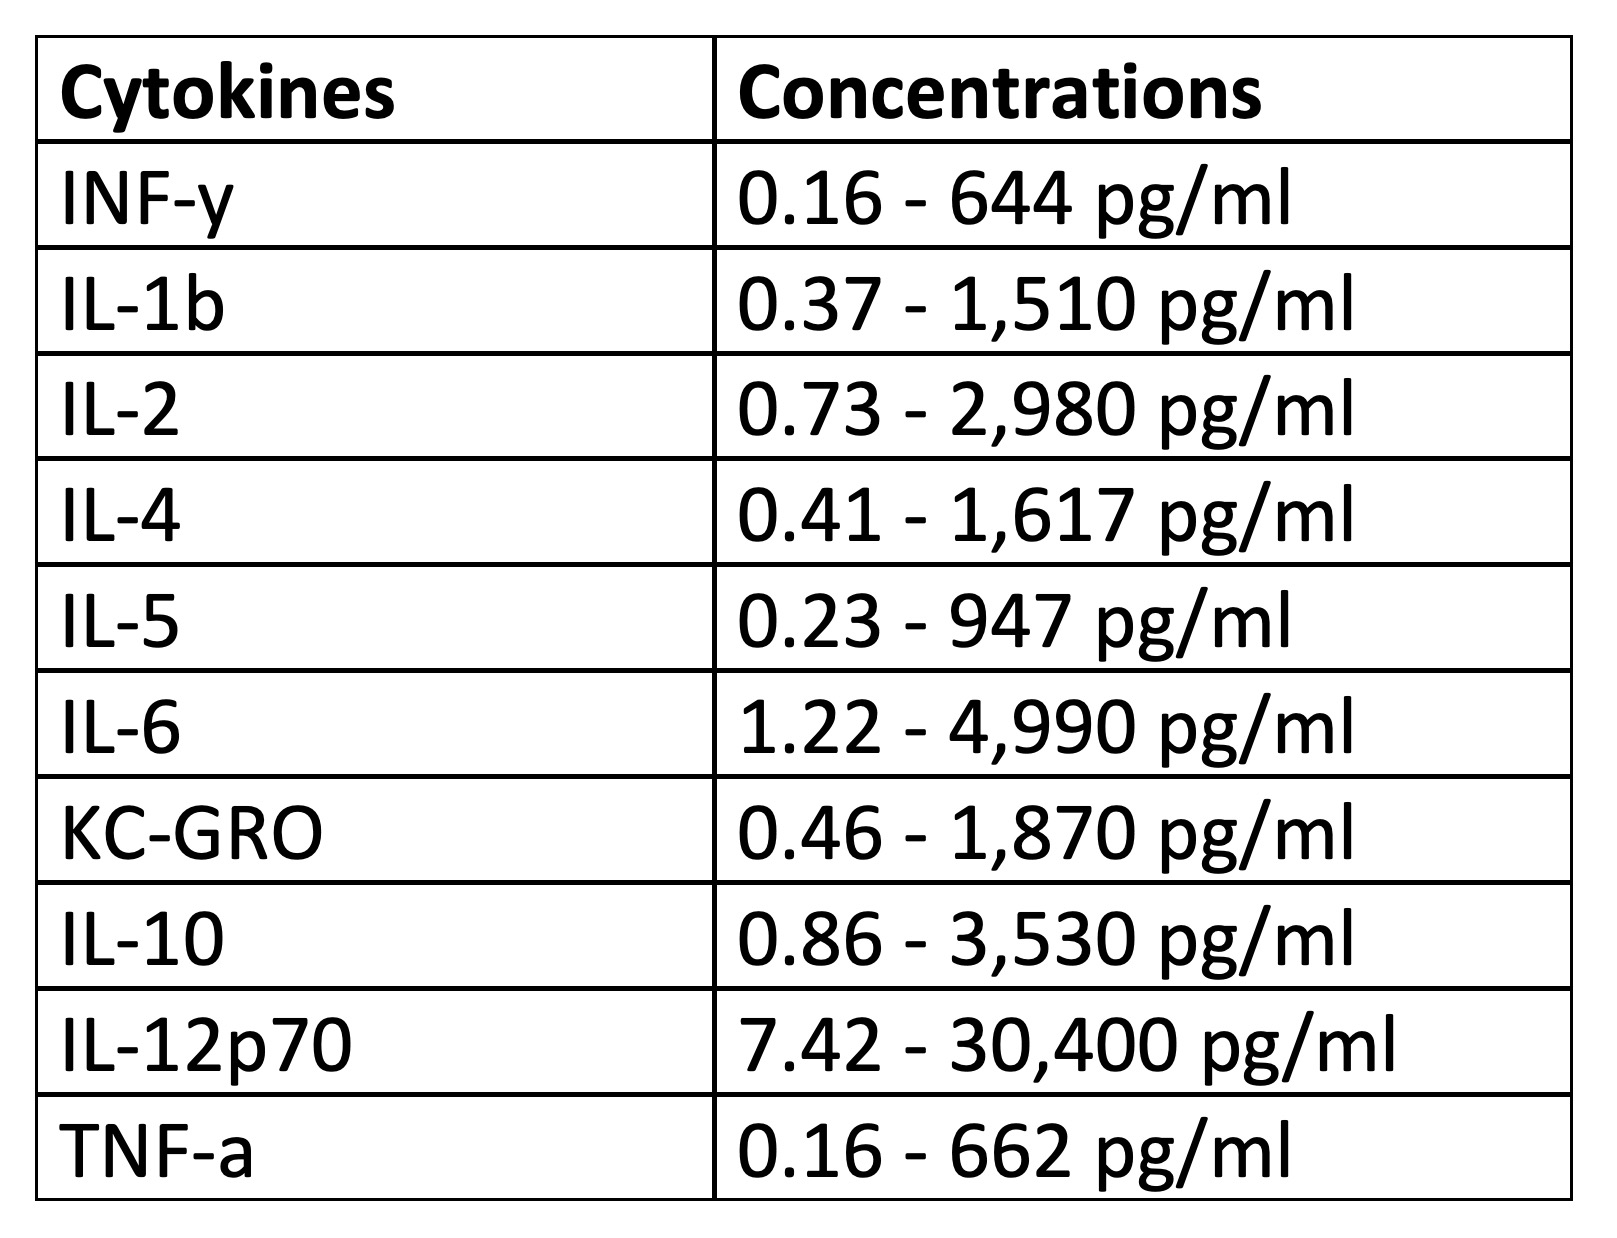 Cytokines Concentrations
INF-y 0.16 - 644 pg/ml
IL-1b 0.37 - 1,510 pg/ml
IL-2 0.73 - 2,980 pg/ml
IL-4 0.41 - 1,617 pg/ml
IL-5 0.23 - 947 pg/ml
IL-6 1.22 - 4,990 pg/ml
KC-GRO 0.46 - 1,870 pg/ml
IL-10 0.86 - 3,530 pg/ml
IL-12p70 7.42 - 30,400 pg/ml
TNF-a 0.16 - 662 pg/ml